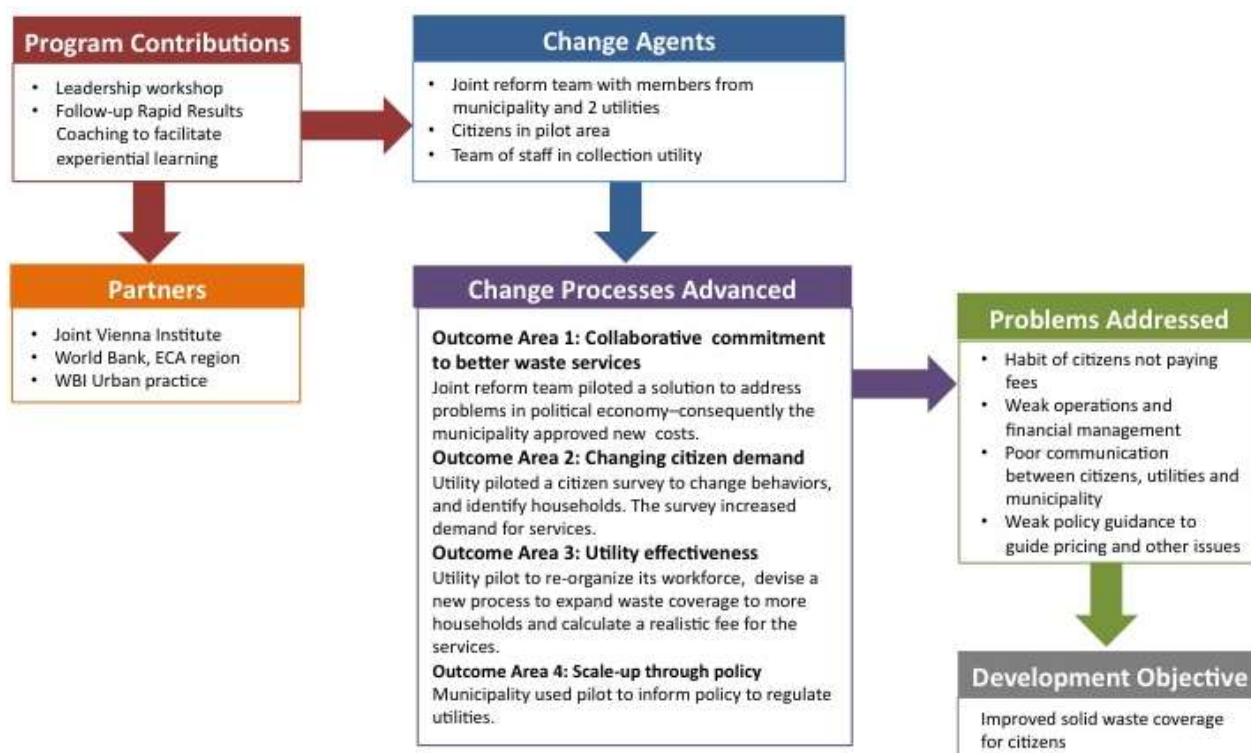 Program Contributions
• Leadership workshop
• Follow-up Rapid Results
Coaching to facilitate
experiential learning
Change Agents
• Joint reform team with members from
municipality and 2 utilities
• Citizens in pilot area
• Team of staff in collection utility
Partners
• Joint Vienna Institute
• World Bank, ECA region
• WBI Urban practice
Change Processes Advanced
Outcome Area 1: Collaborative commitment
to better waste services
Joint reform team piloted a solution to address
problems in political economy–consequently the
municipality approved new costs.
Outcome Area 2: Changing citizen demand
Utility piloted a citizen survey to change behaviors,
and identify households. The survey increased
demand for services.
Outcome Area 3: Utility effectiveness
Utility pilot to re-organize its workforce, devise a
new process to expand waste coverage to more
households and calculate a realistic fee for the
services.
Outcome Area 4: Scale-up through policy
Municipality used pilot to inform policy to regulate
utilities.
Problems Addressed
• Habit of citizens not paying
fees
• Weak operations and
financial management
• Poor communication
between citizens, utilities and
municipality
• Weak policy guidance to
guide pricing and other issues
Development Objective
Improved solid waste coverage
for citizens